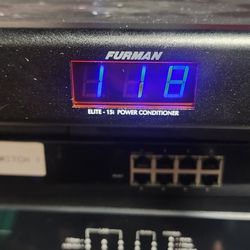 FURMAN
118
ELITE - 15i POWER CONDITIONER